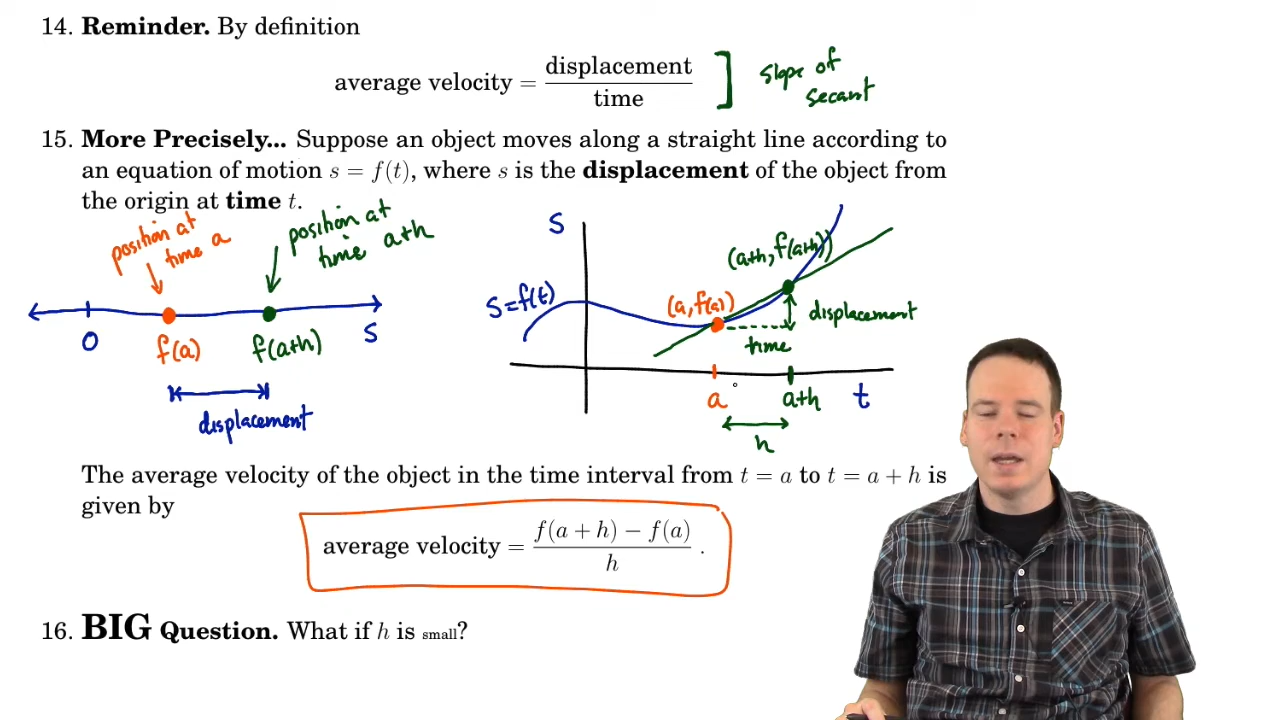 14. Reminder. By definition
average velocity = displacement / time ] slope of secant
15. More Precisely... Suppose an object moves along a straight line according to
an equation of motion s = f(t), where s is the displacement of the object from
the origin at time t.
position at
time a
position at
time a+h
0
f(a)
f(a+h)
s
displacement
s
s=f(t)
(a, f(a))
(a+h, f(a+h))
displacement
time
a
a+h
t
h
The average velocity of the object in the time interval from t = a to t = a + h is
given by
average velocity = f(a + h) − f(a) / h .
16. BIG Question. What if h is small?